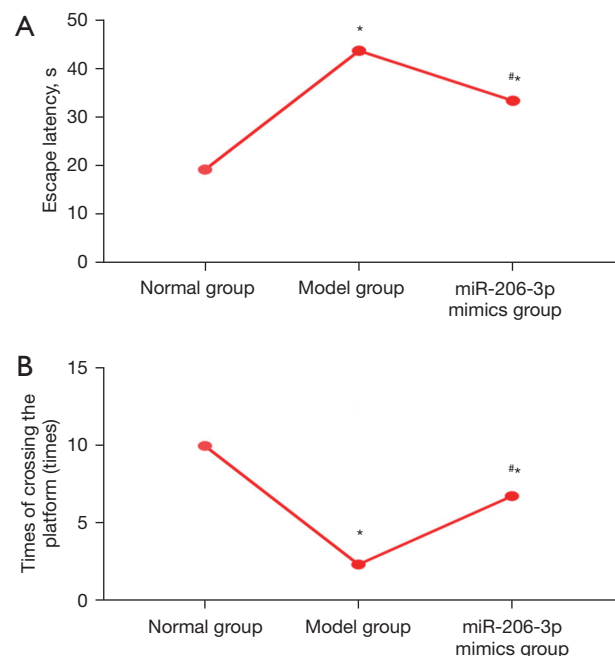 A
Escape latency, s
50
40
30
20
10
0
*
#*
Normal group
Model group
miR-206-3p
mimics group
B
Times of crossing the
platform (times)
15
10
5
0
*
#*
Normal group
Model group
miR-206-3p
mimics group